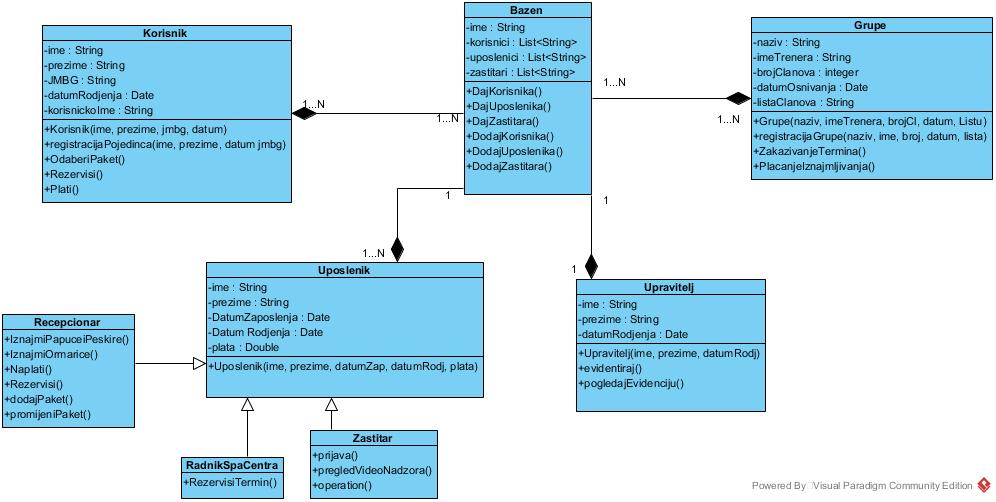 Korisnik
-ime : String
-prezime : String
-JMBG : String
-datumRodjenja : Date
-korisnickoIme : String
+Korisnik(ime, prezime, jmbg, datum)
+registracijaPojedinca(ime, prezime, datum jmbg)
+OdaberiPaket()
+Rezervisi()
+Plati()
1...N
1...N
Bazen
-ime : String
-korisnici : List<String>
-uposlenici : List<String>
-zastitari : List<String>
+DajKorisnika()
+DajUposlenika()
+DajZastitara()
+DodajKorisnika()
+DodajUposlenika()
+DodajZastitara()
1...N
1...N
Grupe
-naziv : String
-imeTrenera : String
-brojClanova : integer
-datumOsnivanja : Date
-listaClanova : String
+Grupe(naziv, imeTrenera, brojCl, datum, Listu)
+registracijaGrupe(naziv, ime, broj, datum, lista)
+ZakazivanjeTermina()
+PlacanjeIznajmljivanja()
1
1...N
1
1
Uposlenik
-ime : String
-prezime : String
-DatumZaposlenja : Date
-Datum Rodjenja : Date
-plata : Double
+Uposlenik(ime, prezime, datumZap, datumRodj, plata)
Upravitelj
-ime : String
-prezime : String
-datumRodjenja : Date
+Upravitelj(ime, prezime, datumRodj)
+evidentiraj()
+pogledajEvidenciju()
Recepcionar
+IznajmiPapuceiPeskire()
+IznajmiOrmarice()
+Naplati()
+Rezervisi()
+dodajPaket()
+promijeniPaket()
RadnikSpaCentra
+RezervisiTermin()
Zastitar
+prijava()
+pregledVideoNadzora()
+operation()
Powered By Visual Paradigm Community Edition